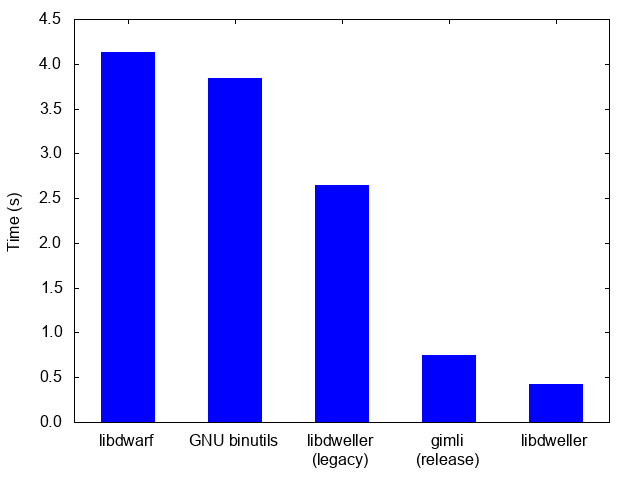 4.5
4.0
3.5
3.0
2.5
2.0
1.5
1.0
0.5
0.0
Time (s)
libdwarf
GNU binutils
libdweller
(legacy)
gimli
(release)
libdweller